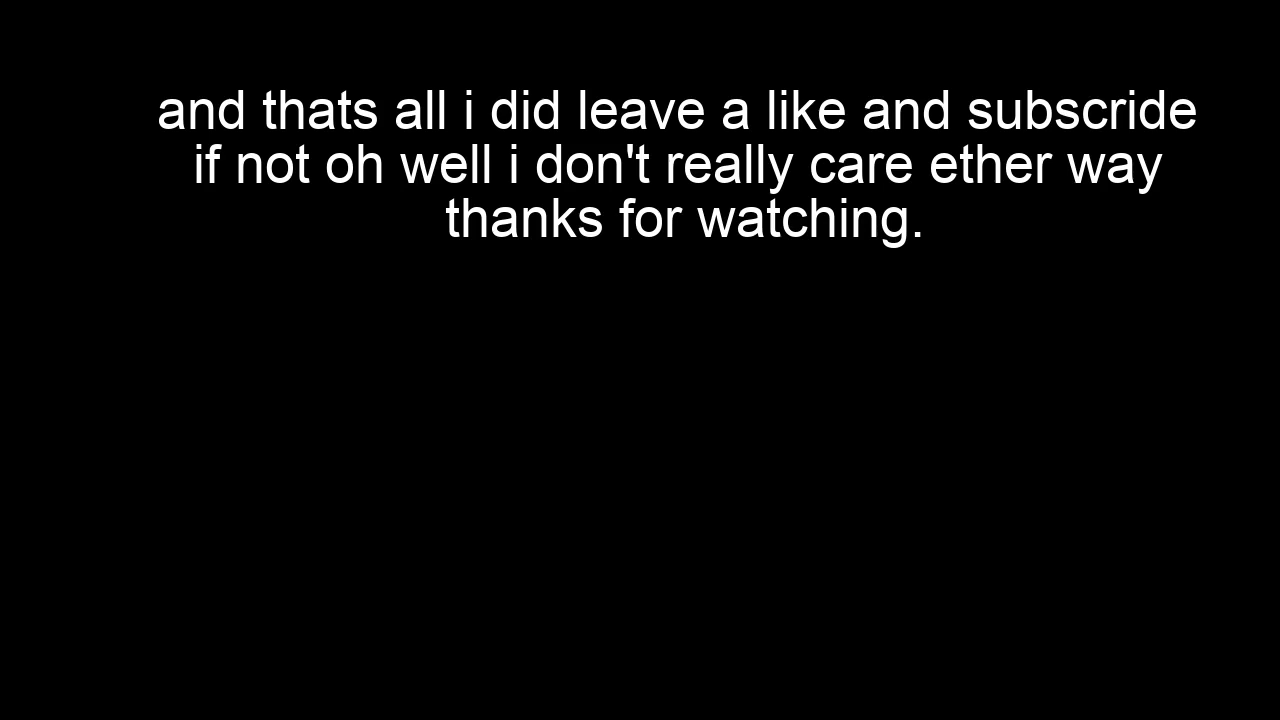 and thats all i did leave a like and subscride
if not oh well i don't really care ether way
thanks for watching.